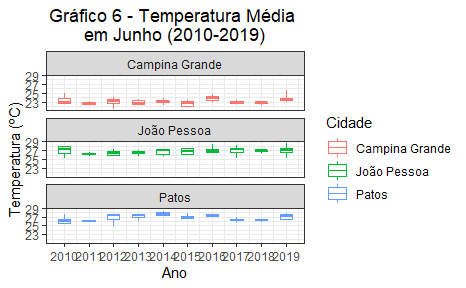 Gráfico 6 - Temperatura Média
em Junho (2010-2019)
Temperatura (ºC)
Campina Grande
29
27
25
23
João Pessoa
29
27
25
23
Patos
29
27
25
23
2010 2011 2012 2013 2014 2015 2016 2017 2018 2019
Ano
Cidade
Campina Grande
João Pessoa
Patos